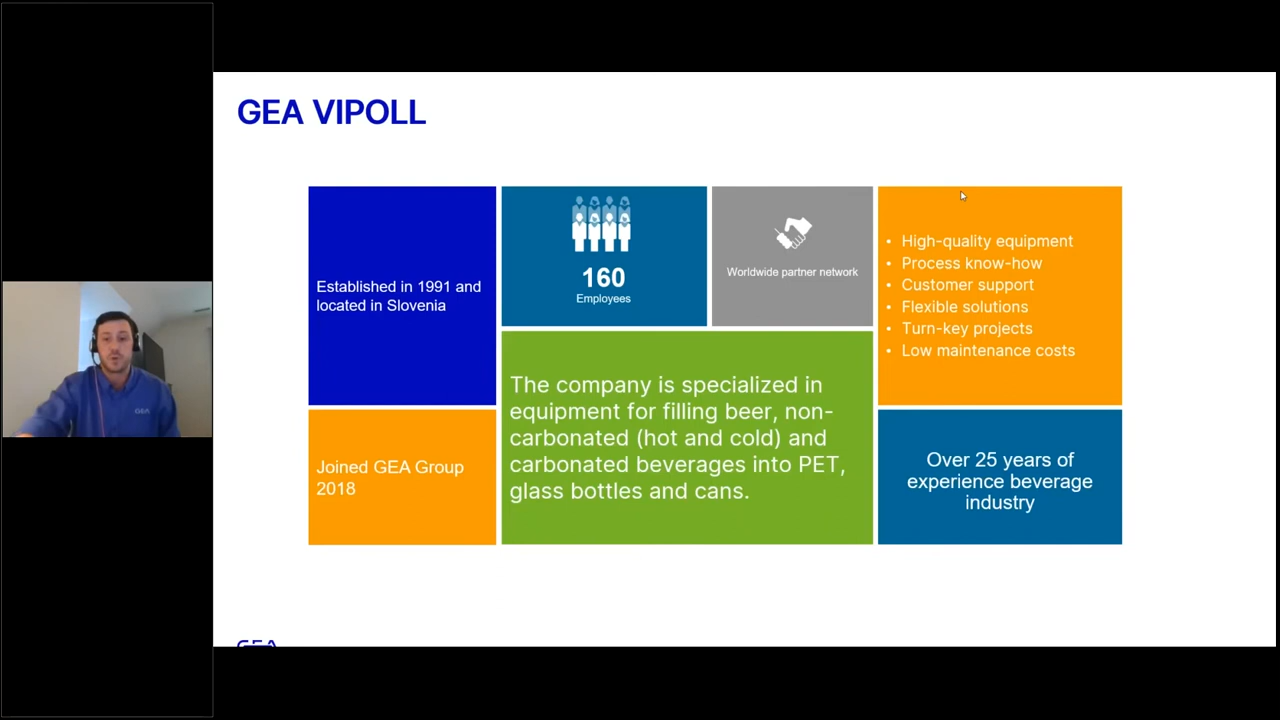 GEA VIPOLL
Established in 1991 and
located in Slovenia
160
Employees
Worldwide partner network
• High-quality equipment
• Process know-how
• Customer support
• Flexible solutions
• Turn-key projects
• Low maintenance costs
Joined GEA Group
2018
The company is specialized in
equipment for filling beer, non-
carbonated (hot and cold) and
carbonated beverages into PET,
glass bottles and cans.
Over 25 years of
experience beverage
industry
GEA
GEA